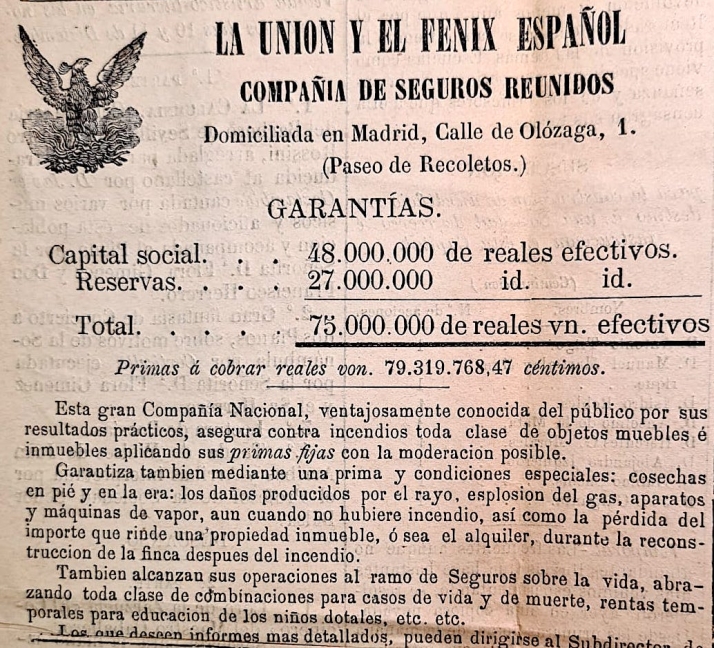 LA UNION Y EL FENIX ESPAÑOL
COMPAÑIA DE SEGUROS REUNIDOS
Domiciliada en Madrid, Calle de Olózaga, 1.
(Paseo de Recoletos.)
GARANTÍAS.
Capital social. . . 48.000.000 de reales efectivos.
Reservas. . . . 27.000.000 id. id.
Total. . . . . 75.000.000 de reales vn. efectivos
Primas á cobrar reales von. 79.319.768,47 céntimos.
Esta gran Compañía Nacional, ventajosamente conocida del público por sus
resultados prácticos, asegura contra incendios toda clase de objetos muebles é
inmuebles aplicando sus primas fijas con la moderacion posible.
Garantiza tambien mediante una prima y condiciones especiales: cosechas
en pié y en la era: los daños producidos por el rayo, esplosion del gas, aparatos
y máquinas de vapor, aun cuando no hubiere incendio, así como la pérdida del
importe que rinde una propiedad inmueble, ó sea el alquiler, durante la recons-
truccion de la finca despues del incendio.
Tambien alcanzan sus operaciones al ramo de Seguros sobre la vida, abra-
zando toda clase de combinaciones para casos de vida y de muerte, rentas tem-
porales para educacion de los niños dotales, etc. etc.
Los que deseen informes mas detallados, pueden dirigirse al Subdirector de